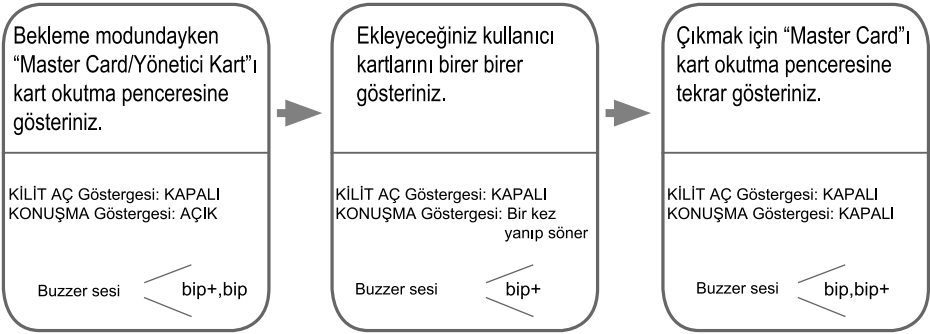 Bekleme modundayken
“Master Card/Yönetici Kart”ı
kart okutma penceresine
gösteriniz.
KİLİT AÇ Göstergesi: KAPALI
KONUŞMA Göstergesi: AÇIK
Buzzer sesi
bip+,bip
Ekleyeceğiniz kullanıcı
kartlarını birer birer
gösteriniz.
KİLİT AÇ Göstergesi: KAPALI
KONUŞMA Göstergesi: Bir kez
yanıp söner
Buzzer sesi
bip+
Çıkmak için “Master Card”ı
kart okutma penceresine
tekrar gösteriniz.
KİLİT AÇ Göstergesi: KAPALI
KONUŞMA Göstergesi: KAPALI
Buzzer sesi
bip,bip+